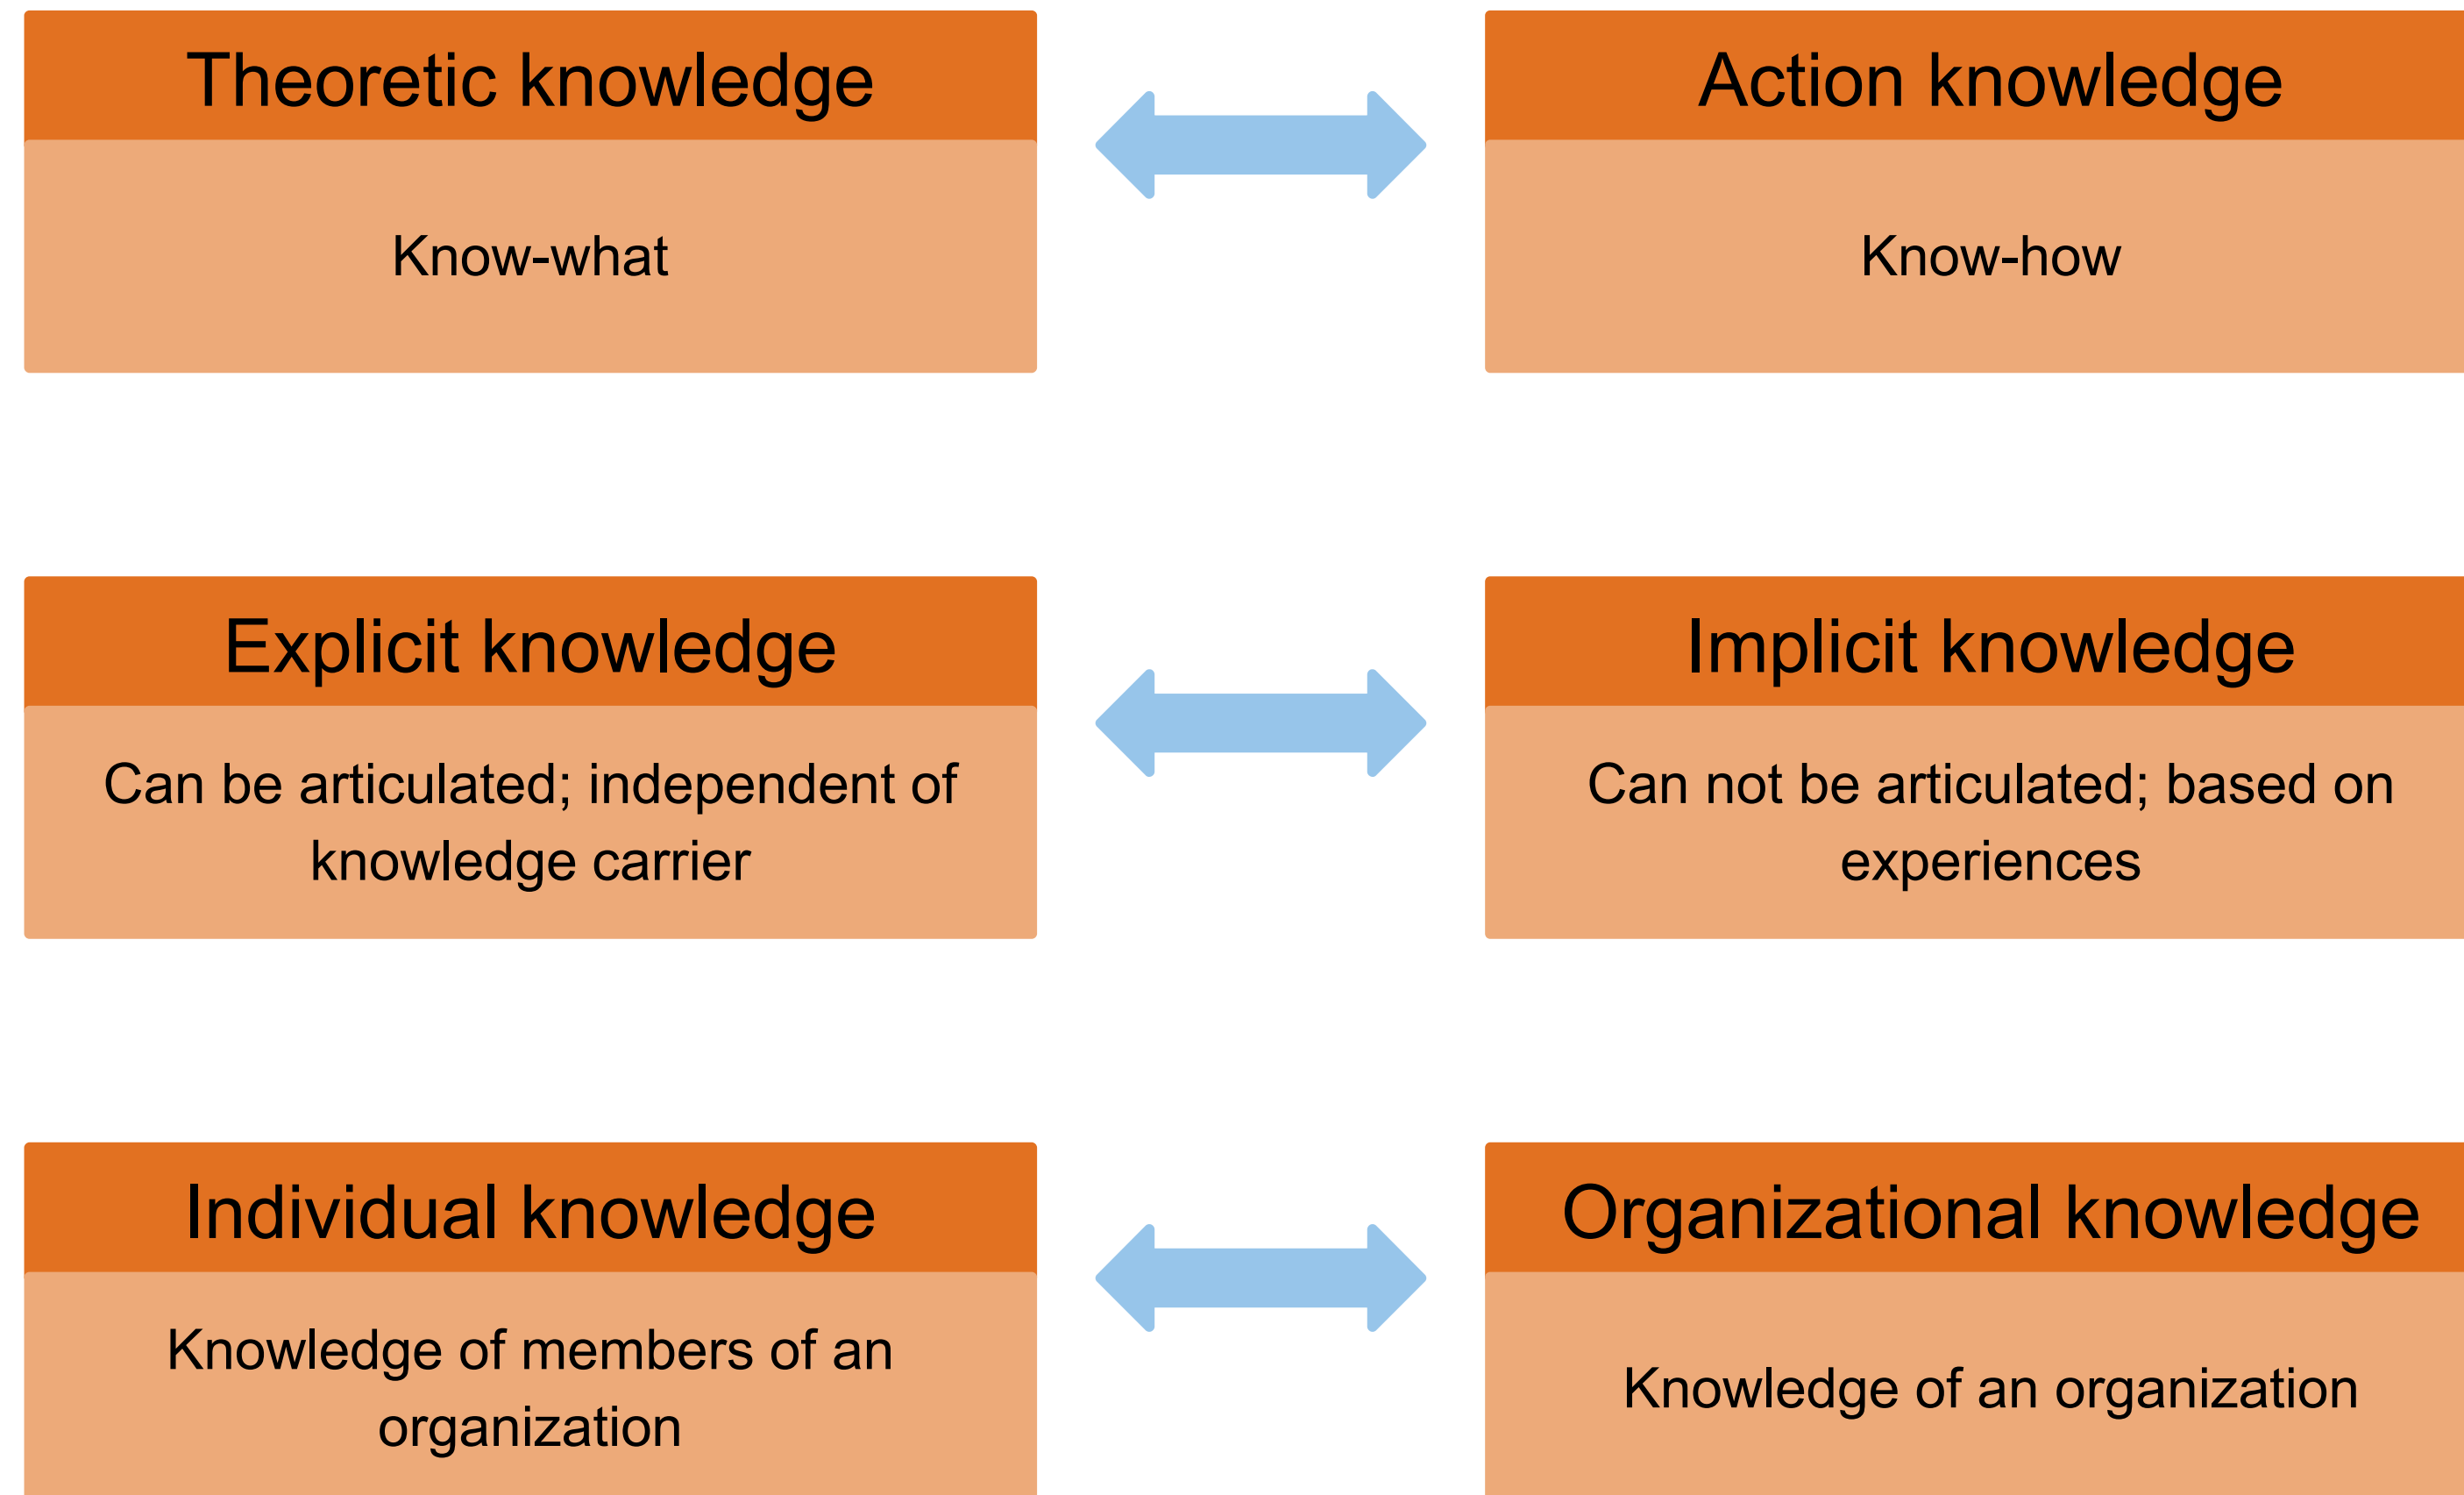 Theoretic knowledge
Know-what
Action knowledge
Know-how
Explicit knowledge
Can be articulated; independent of
knowledge carrier
Implicit knowledge
Can not be articulated; based on
experiences
Individual knowledge
Knowledge of members of an
organization
Organizational knowledge
Knowledge of an organization